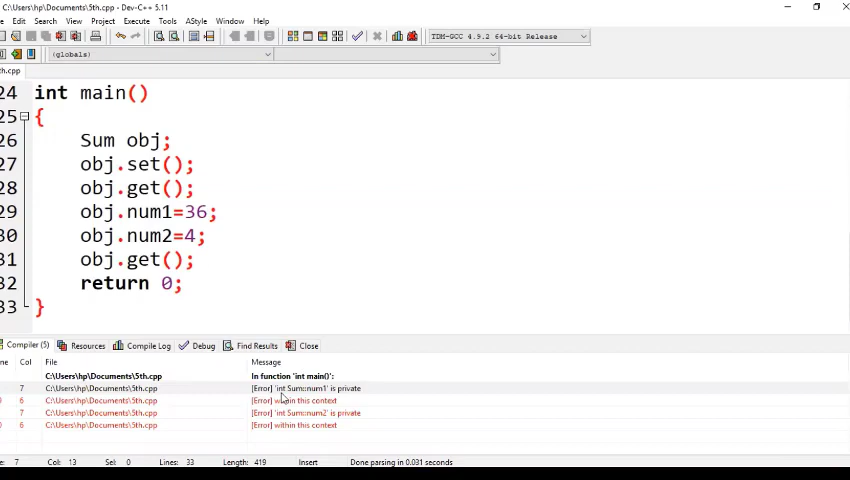 C:\Users\hp\Documents\5th.cpp - Dev-C++ 5.11
Edit Search View Project Execute Tools AStyle Window Help
TDM-GCC 4.9.2 64-bit Release
(globals)
th.cpp
24 int main()
25 {
26 Sum obj;
27 obj.set();
28 obj.get();
29 obj.num1=36;
30 obj.num2=4;
31 obj.get();
32 return 0;
33 }
Compiler (5) Resources Compile Log Debug Find Results Close
ne Col File Message
C:\Users\hp\Documents\5th.cpp In function 'int main()':
7 C:\Users\hp\Documents\5th.cpp [Error] 'int Sum::num1' is private
9 6 C:\Users\hp\Documents\5th.cpp [Error] within this context
7 C:\Users\hp\Documents\5th.cpp [Error] 'int Sum::num2' is private
0 6 C:\Users\hp\Documents\5th.cpp [Error] within this context
e: 7 Col: 13 Sel: 0 Lines: 33 Length: 419 Insert Done parsing in 0.031 seconds